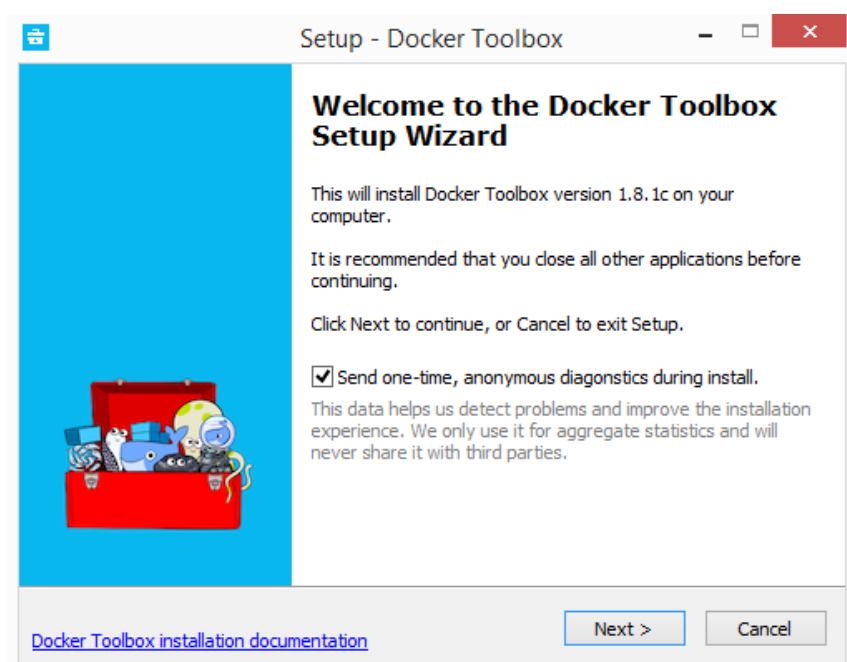 Setup - Docker Toolbox
Welcome to the Docker Toolbox
Setup Wizard
This will install Docker Toolbox version 1.8.1c on your
computer.
It is recommended that you close all other applications before
continuing.
Click Next to continue, or Cancel to exit Setup.
Send one-time, anonymous diagonstics during install.
This data helps us detect problems and improve the installation
experience. We only use it for aggregate statistics and will
never share it with third parties.
Docker Toolbox installation documentation
Next >
Cancel